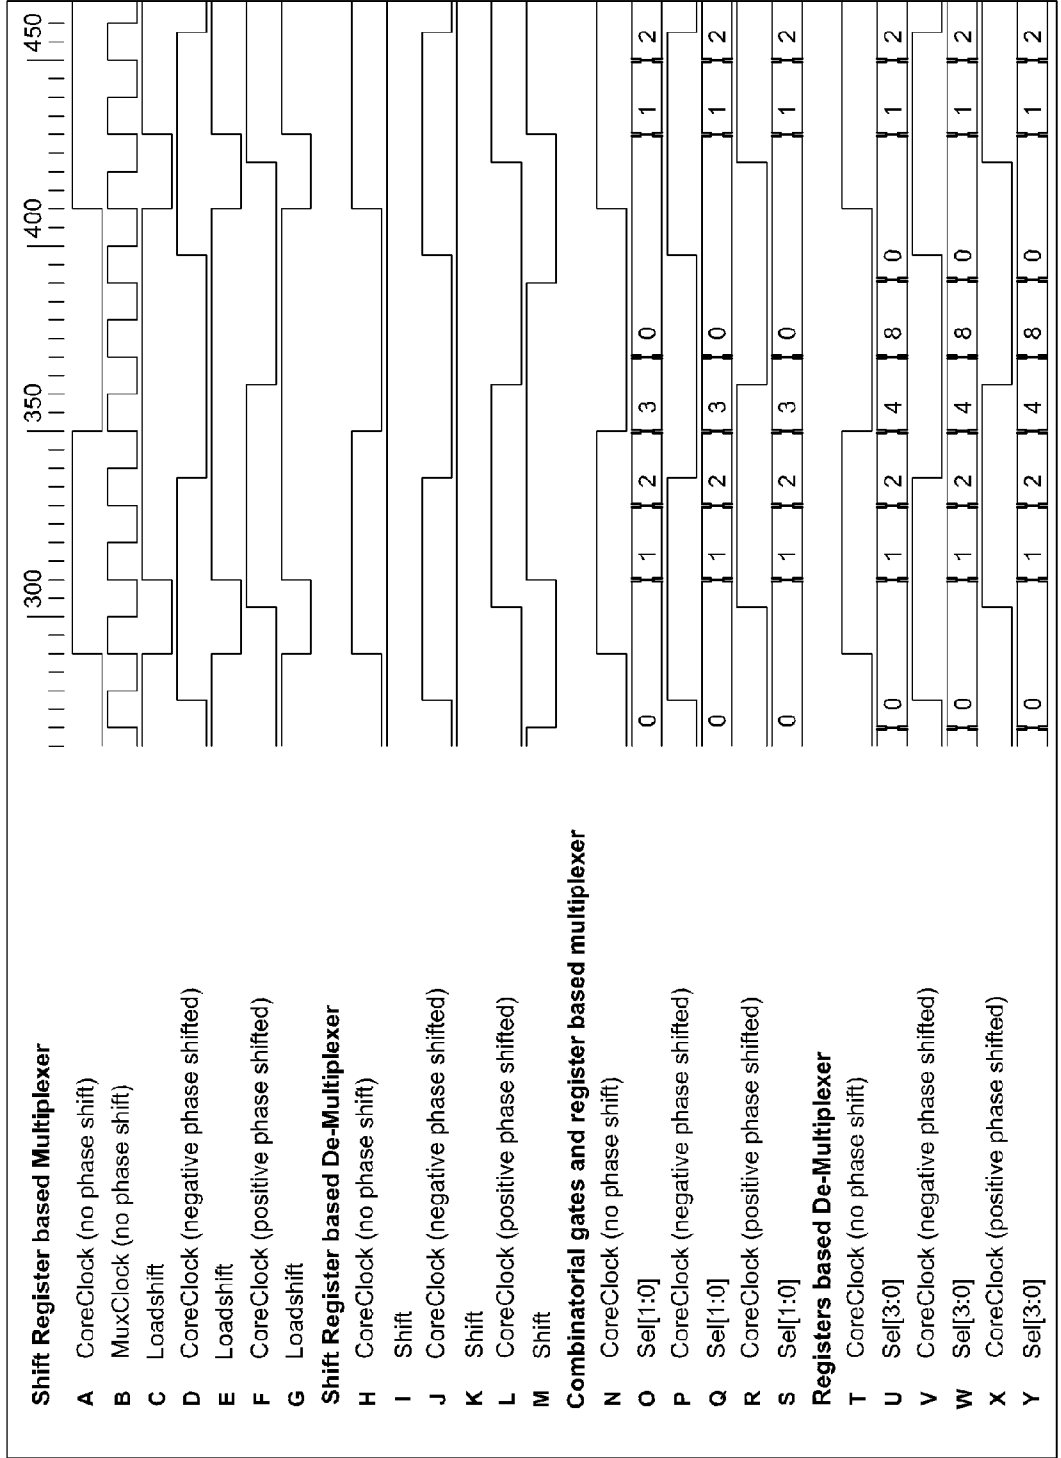 Shift Register based Multiplexer 300 350 400 450
A CoreClock (no phase shift)
B MuxClock (no phase shift)
C Loadshift
D CoreClock (negative phase shifted)
E Loadshift
F CoreClock (positive phase shifted)
G Loadshift
Shift Register based De-Multiplexer
H CoreClock (no phase shift)
I Shift
J CoreClock (negative phase shifted)
K Shift
L CoreClock (positive phase shifted)
M Shift
Combinatorial gates and register based multiplexer
N CoreClock (no phase shift)
O Sel[1:0] 0 1 2 3 0 1 2
P CoreClock (negative phase shifted)
Q Sel[1:0] 0 1 2 3 0 1 2
R CoreClock (positive phase shifted)
S Sel[1:0] 0 1 2 3 0 1 2
Registers based De-Multiplexer
T CoreClock (no phase shift)
U Sel[3:0] 0 1 2 4 8 0 1 2
V CoreClock (negative phase shifted)
W Sel[3:0] 0 1 2 4 8 0 1 2
X CoreClock (positive phase shifted)
Y Sel[3:0] 0 1 2 4 8 0 1 2